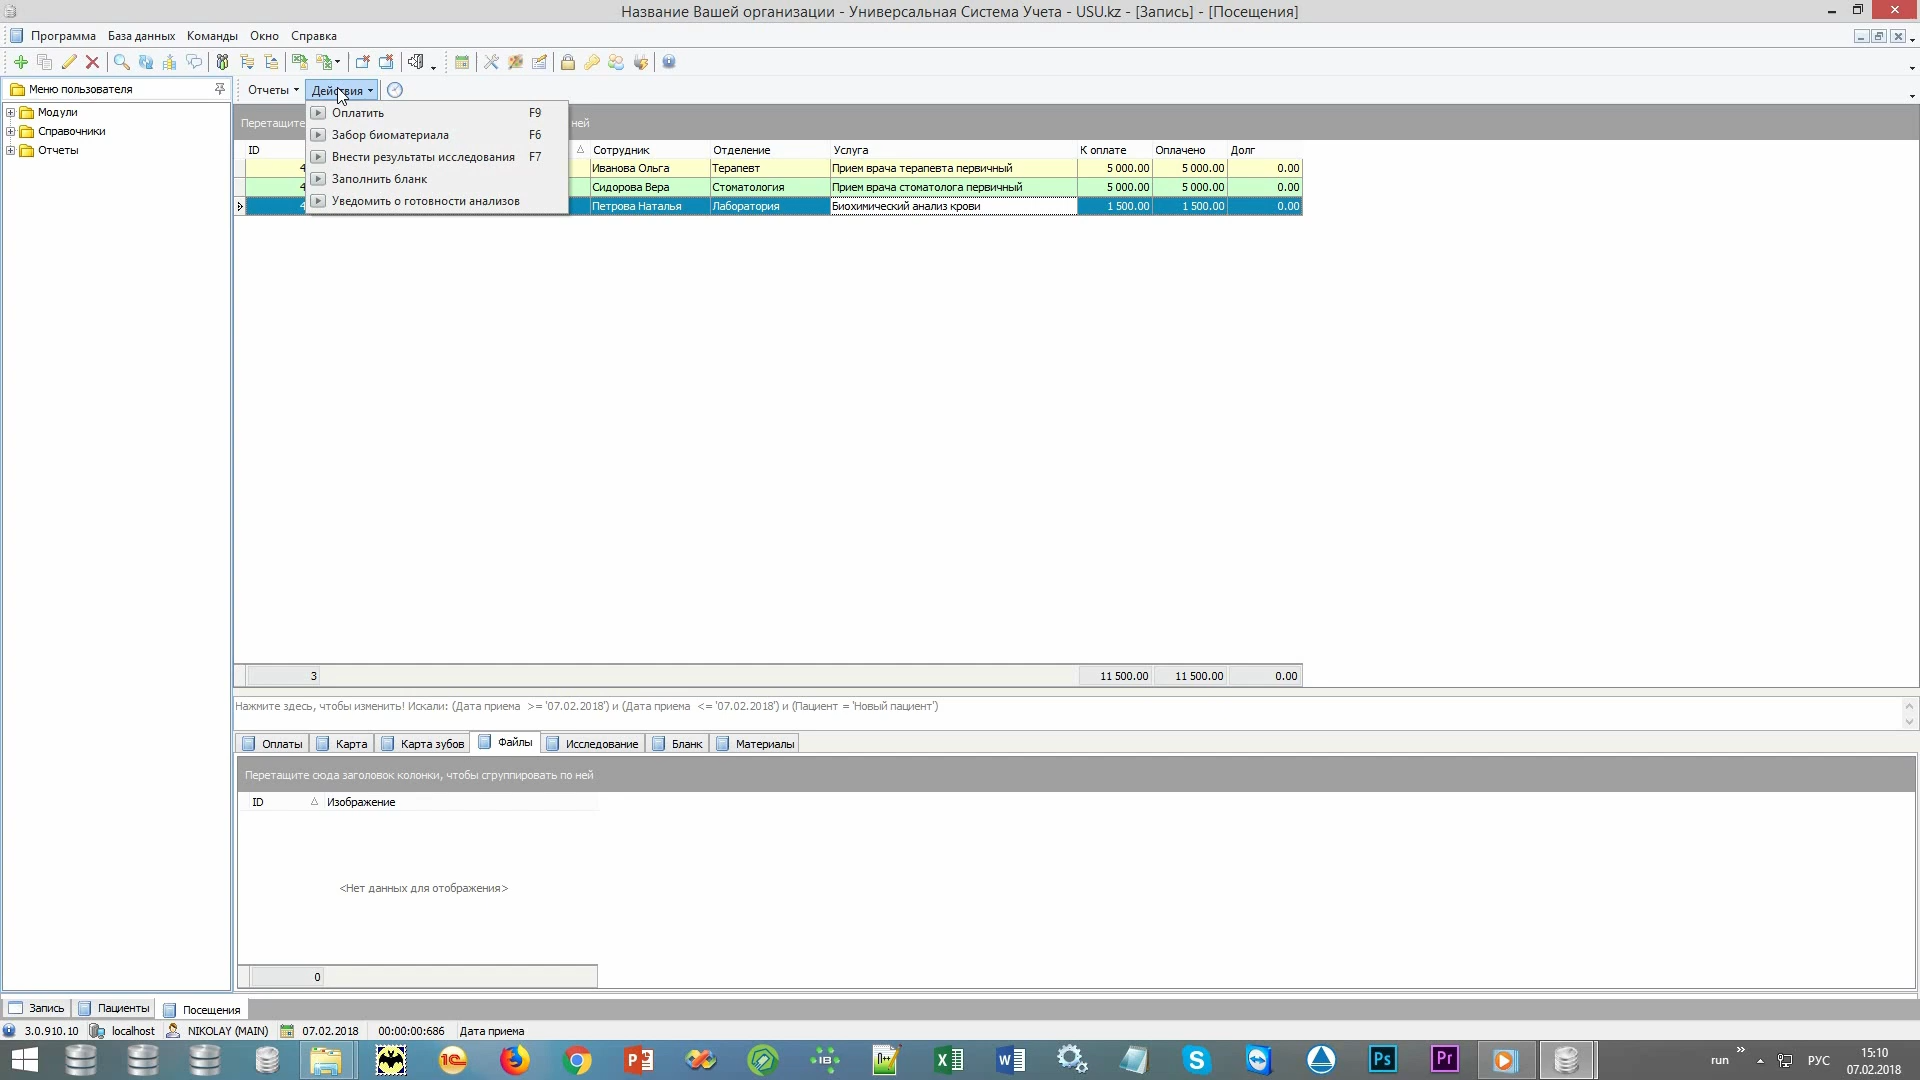 Название Вашей организации - Универсальная Система Учета - USU.kz - [Запись] - [Посещения]
Программа База данных Команды Окно Справка
Меню пользователя
Отчеты Действия
Модули
Справочники
Отчеты
Оплатить F9
Забор биоматериала F6
Внести результаты исследования F7
Заполнить бланк
Уведомить о готовности анализов
Перетащите ней
ID Сотрудник Отделение Услуга К оплате Оплачено Долг
4 Иванова Ольга Терапевт Прием врача терапевта первичный 5 000.00 5 000.00 0.00
4 Сидорова Вера Стоматология Прием врача стоматолога первичный 5 000.00 5 000.00 0.00
4 Петрова Наталья Лаборатория Биохимический анализ крови 1 500.00 1 500.00 0.00
3 11 500.00 11 500.00 0.00
Нажмите здесь, чтобы изменить! Искали: (Дата приема >= '07.02.2018') и (Дата приема <= '07.02.2018') и (Пациент = 'Новый пациент')
Оплаты Карта Карта зубов Файлы Исследование Бланк Материалы
Перетащите сюда заголовок колонки, чтобы сгруппировать по ней
ID Изображение
<Нет данных для отображения>
0
Запись Пациенты Посещения
3.0.910.10 localhost NIKOLAY (MAIN) 07.02.2018 00:00:00:686 Дата приема
run РУС 15:10
07.02.2018